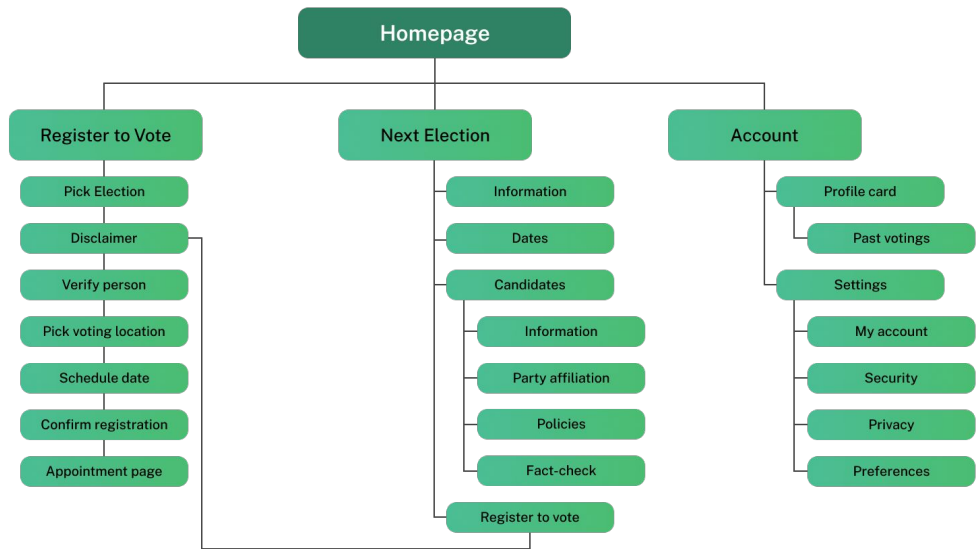 Homepage
Register to Vote
Pick Election
Disclaimer
Verify person
Pick voting location
Schedule date
Confirm registration
Appointment page
Next Election
Information
Dates
Candidates
Information
Party affiliation
Policies
Fact-check
Register to vote
Account
Profile card
Past votings
Settings
My account
Security
Privacy
Preferences